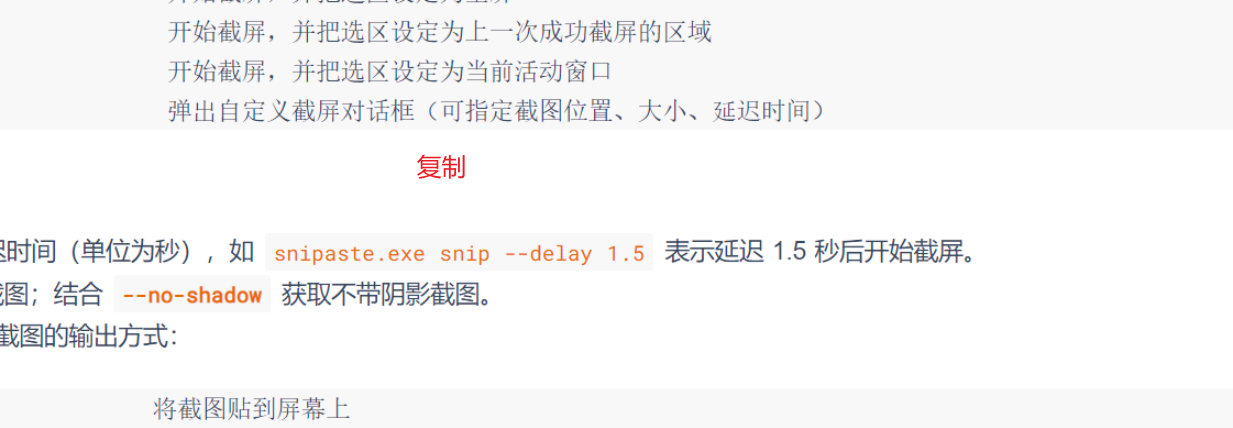 开始截屏，并把选区设定为上一次成功截屏的区域
开始截屏，并把选区设定为当前活动窗口
弹出自定义截屏对话框（可指定截图位置、大小、延迟时间）
复制
时间（单位为秒），如 snipaste.exe snip --delay 1.5 表示延迟 1.5 秒后开始截屏。
图；结合 --no-shadow 获取不带阴影截图。
截图的输出方式：
将截图贴到屏幕上